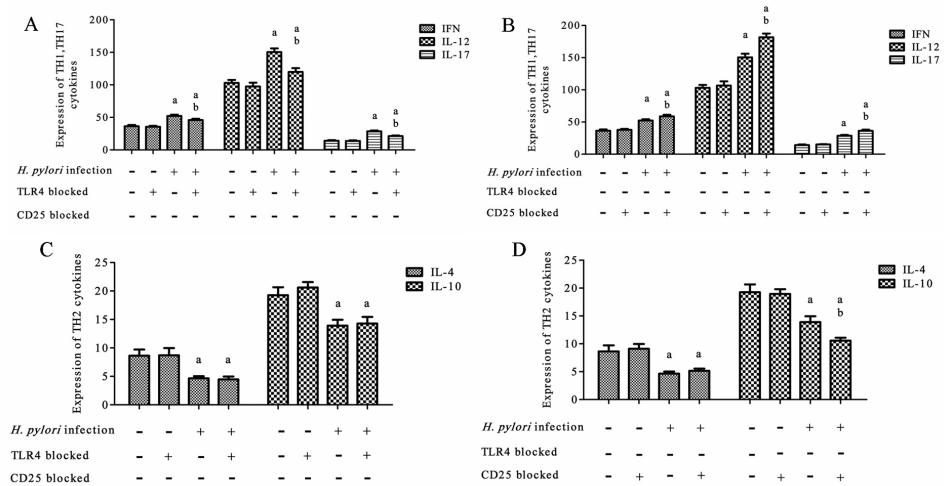 A
Expression of TH1,TH17
cytokines
200
150
100
50
0
a
a
b
a
a
b
a
a
b
IFN
IL-12
IL-17
H. pylori infection - - + + - - + + - - + +
TLR4 blocked - + - + - + - + - + - +
CD25 blocked - - - - - - - - - - - -
B
Expression of TH1,TH17
cytokines
200
150
100
50
0
a
a
b
a
a
b
a
a
b
IFN
IL-12
IL-17
H. pylori infection - - + + - - + + - - + +
TLR4 blocked - - - - - - - - - - - -
CD25 blocked - + - + - + - + - + - +
C
Expression of TH2 cytokines
25
20
15
10
5
0
a
a
a
a
IL-4
IL-10
H. pylori infection - - + + - - + +
TLR4 blocked - + - + - + - +
CD25 blocked - - - - - - - -
D
Expression of TH2 cytokines
25
20
15
10
5
0
a
a
a
a
b
IL-4
IL-10
H. pylori infection - - + + - - + +
TLR4 blocked - - - - - - - -
CD25 blocked - + - + - + - +